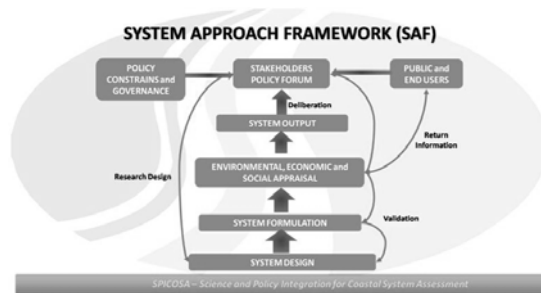 SYSTEM APPROACH FRAMEWORK (SAF)
POLICY
CONSTRAINS and
GOVERNANCE
STAKEHOLDERS
POLICY FORUM
PUBLIC and
END USERS
Deliberation
SYSTEM OUTPUT
Return
Information
ENVIRONMENTAL, ECONOMIC and
SOCIAL APPRAISAL
Research Design
SYSTEM FORMULATION
Validation
SYSTEM DESIGN
SPICOSA – Science and Policy Integration for Coastal System Assessment